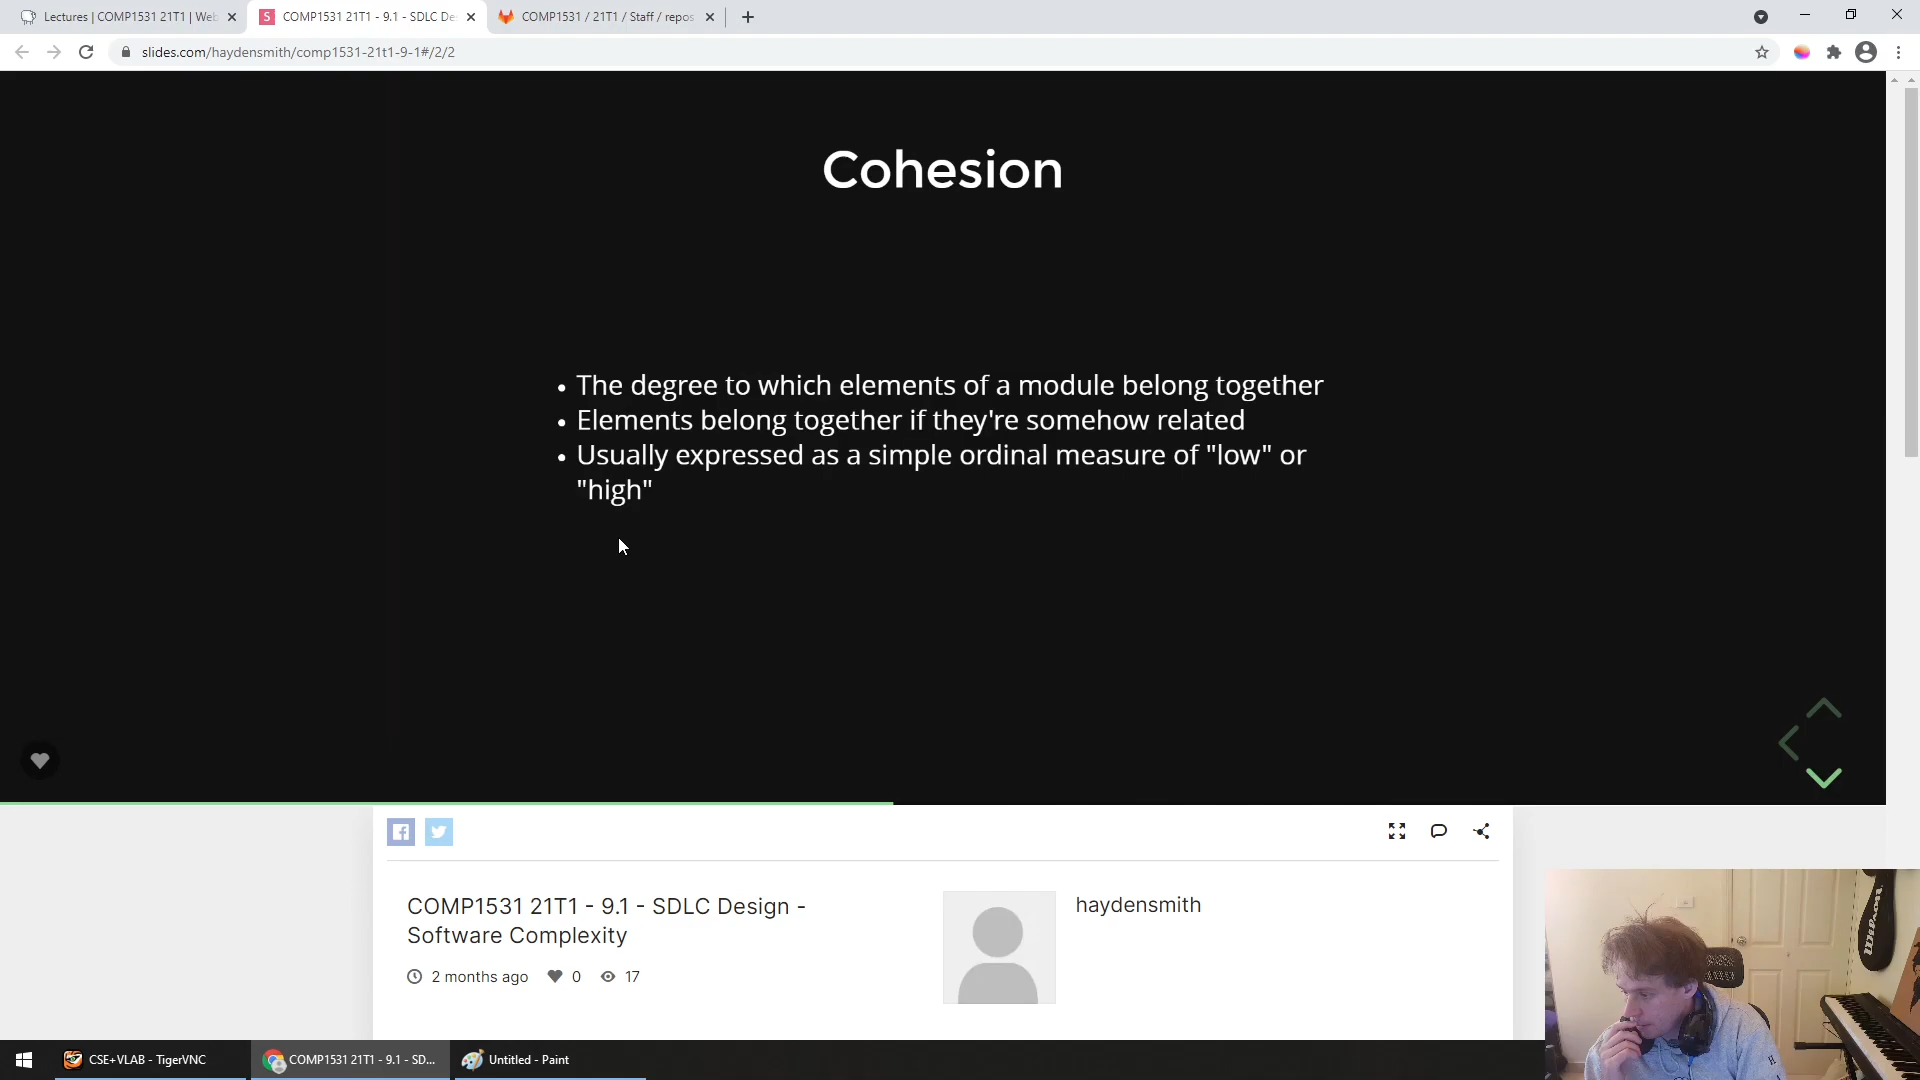 Lectures | COMP1531 21T1 | Web
COMP1531 21T1 - 9.1 - SDLC De
COMP1531 / 21T1 / Staff / repos
slides.com/haydensmith/comp1531-21t1-9-1#/2/2
Cohesion
• The degree to which elements of a module belong together
• Elements belong together if they're somehow related
• Usually expressed as a simple ordinal measure of "low" or
"high"
COMP1531 21T1 - 9.1 - SDLC Design -
Software Complexity
2 months ago 0 17
haydensmith
Wilson
CSE+VLAB - TigerVNC
COMP1531 21T1 - 9.1 - SD...
Untitled - Paint